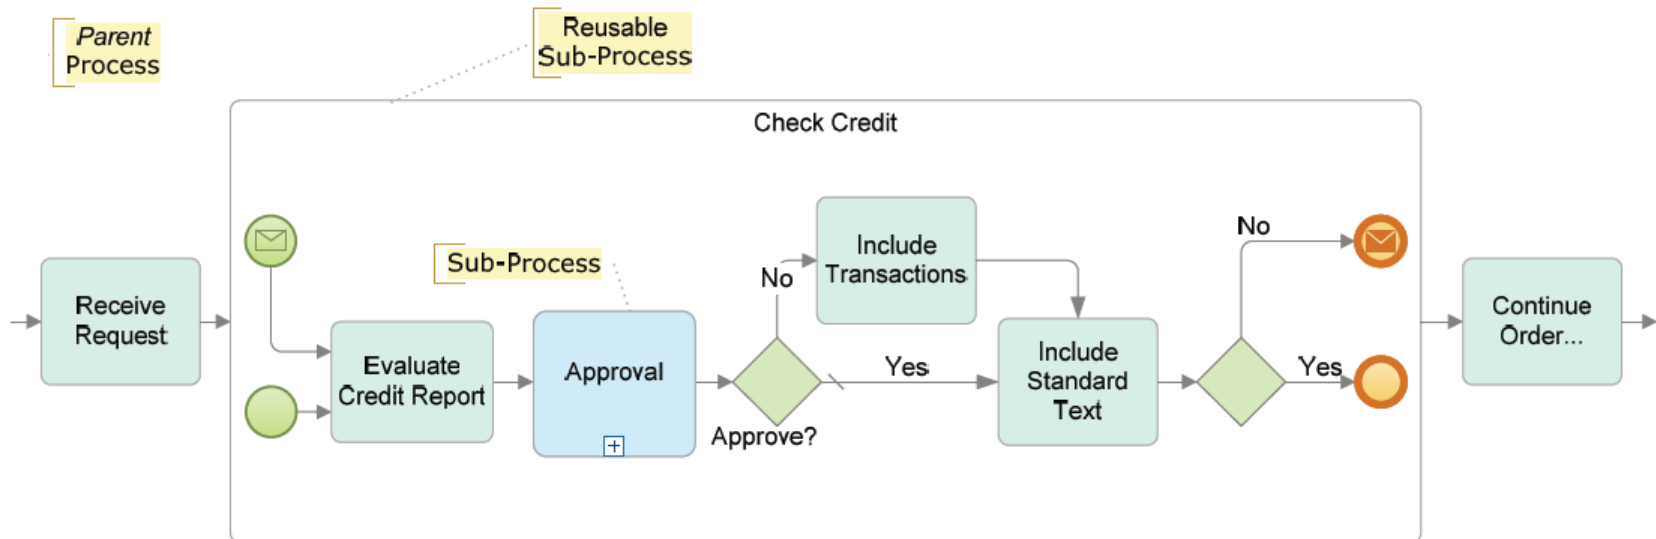 Parent
Process
Reusable
Sub-Process
Check Credit
Receive
Request
Sub-Process
Evaluate
Credit Report
Approval
No
Approve?
Include
Transactions
Yes
Include
Standard
Text
No
Yes
Continue
Order...